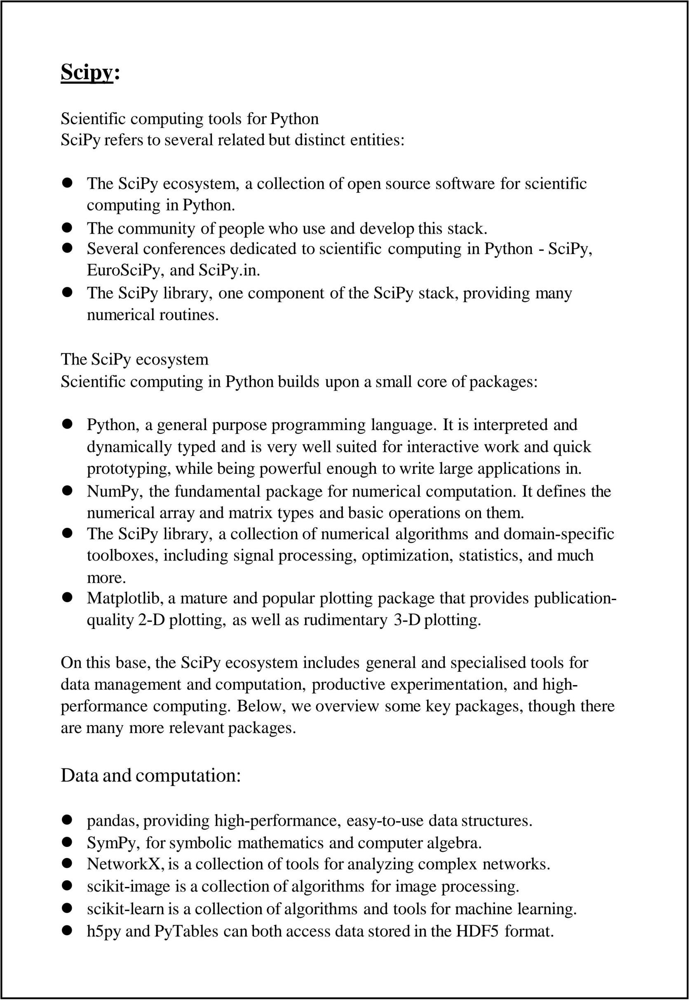 Scipy:
Scientific computing tools for Python
SciPy refers to several related but distinct entities:
● The SciPy ecosystem, a collection of open source software for scientific
computing in Python.
● The community of people who use and develop this stack.
● Several conferences dedicated to scientific computing in Python - SciPy,
EuroSciPy, and SciPy.in.
● The SciPy library, one component of the SciPy stack, providing many
numerical routines.
The SciPy ecosystem
Scientific computing in Python builds upon a small core of packages:
● Python, a general purpose programming language. It is interpreted and
dynamically typed and is very well suited for interactive work and quick
prototyping, while being powerful enough to write large applications in.
● NumPy, the fundamental package for numerical computation. It defines the
numerical array and matrix types and basic operations on them.
● The SciPy library, a collection of numerical algorithms and domain-specific
toolboxes, including signal processing, optimization, statistics, and much
more.
● Matplotlib, a mature and popular plotting package that provides publication-
quality 2-D plotting, as well as rudimentary 3-D plotting.
On this base, the SciPy ecosystem includes general and specialised tools for
data management and computation, productive experimentation, and high-
performance computing. Below, we overview some key packages, though there
are many more relevant packages.
Data and computation:
● pandas, providing high-performance, easy-to-use data structures.
● SymPy, for symbolic mathematics and computer algebra.
● NetworkX, is a collection of tools for analyzing complex networks.
● scikit-image is a collection of algorithms for image processing.
● scikit-learn is a collection of algorithms and tools for machine learning.
● h5py and PyTables can both access data stored in the HDF5 format.